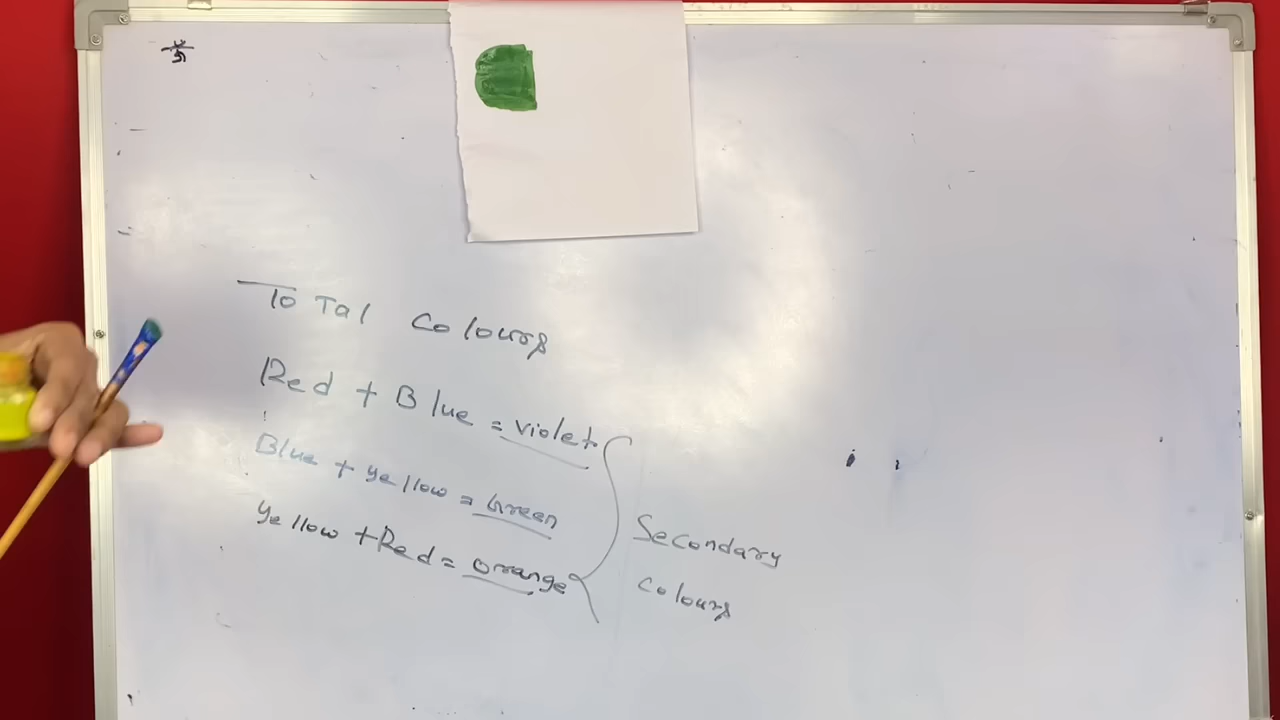 Total Colours
Red + Blue = violet
Blue + yellow = Green
yellow + Red = orange
Secondary
Colours